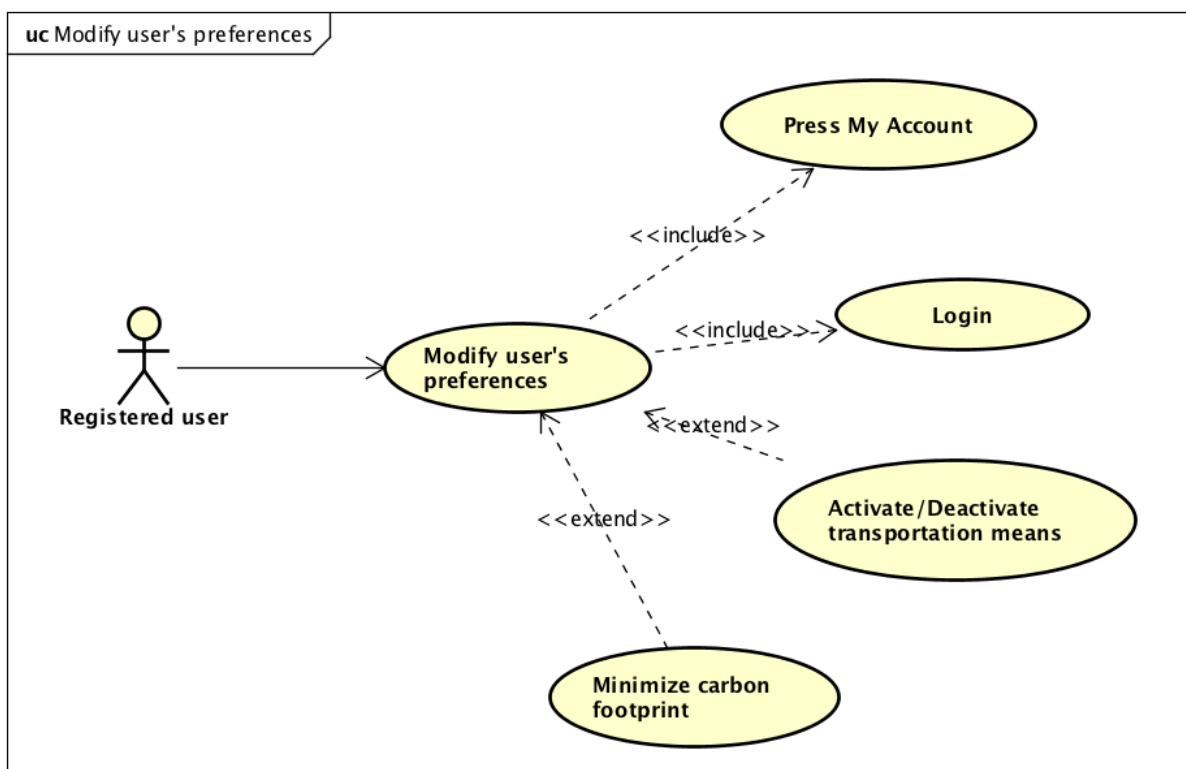 uc Modify user's preferences
Press My Account
<<include>>
Login
<<include>>
Modify user's
preferences
Registered user
<<extend>>
Activate/Deactivate
transportation means
<<extend>>
Minimize carbon
footprint